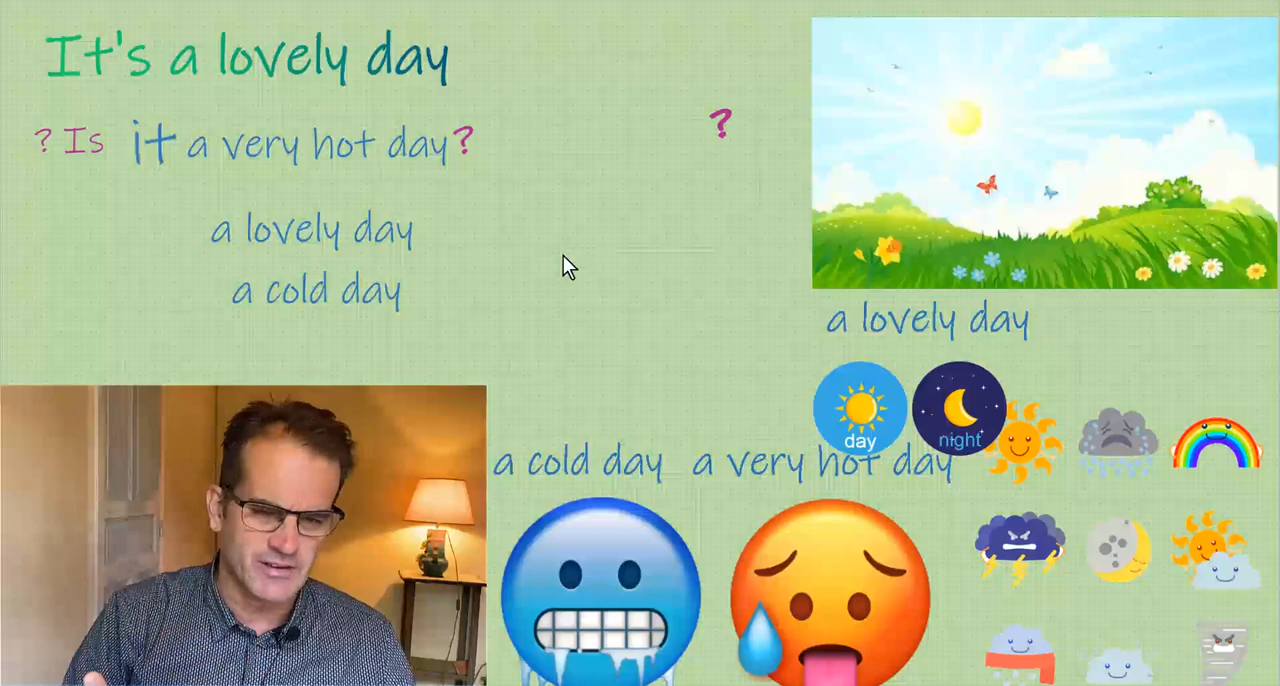 It's a lovely day
? Is it a very hot day?
?
a lovely day
a cold day
a lovely day
day
night
a cold day
a very hot day